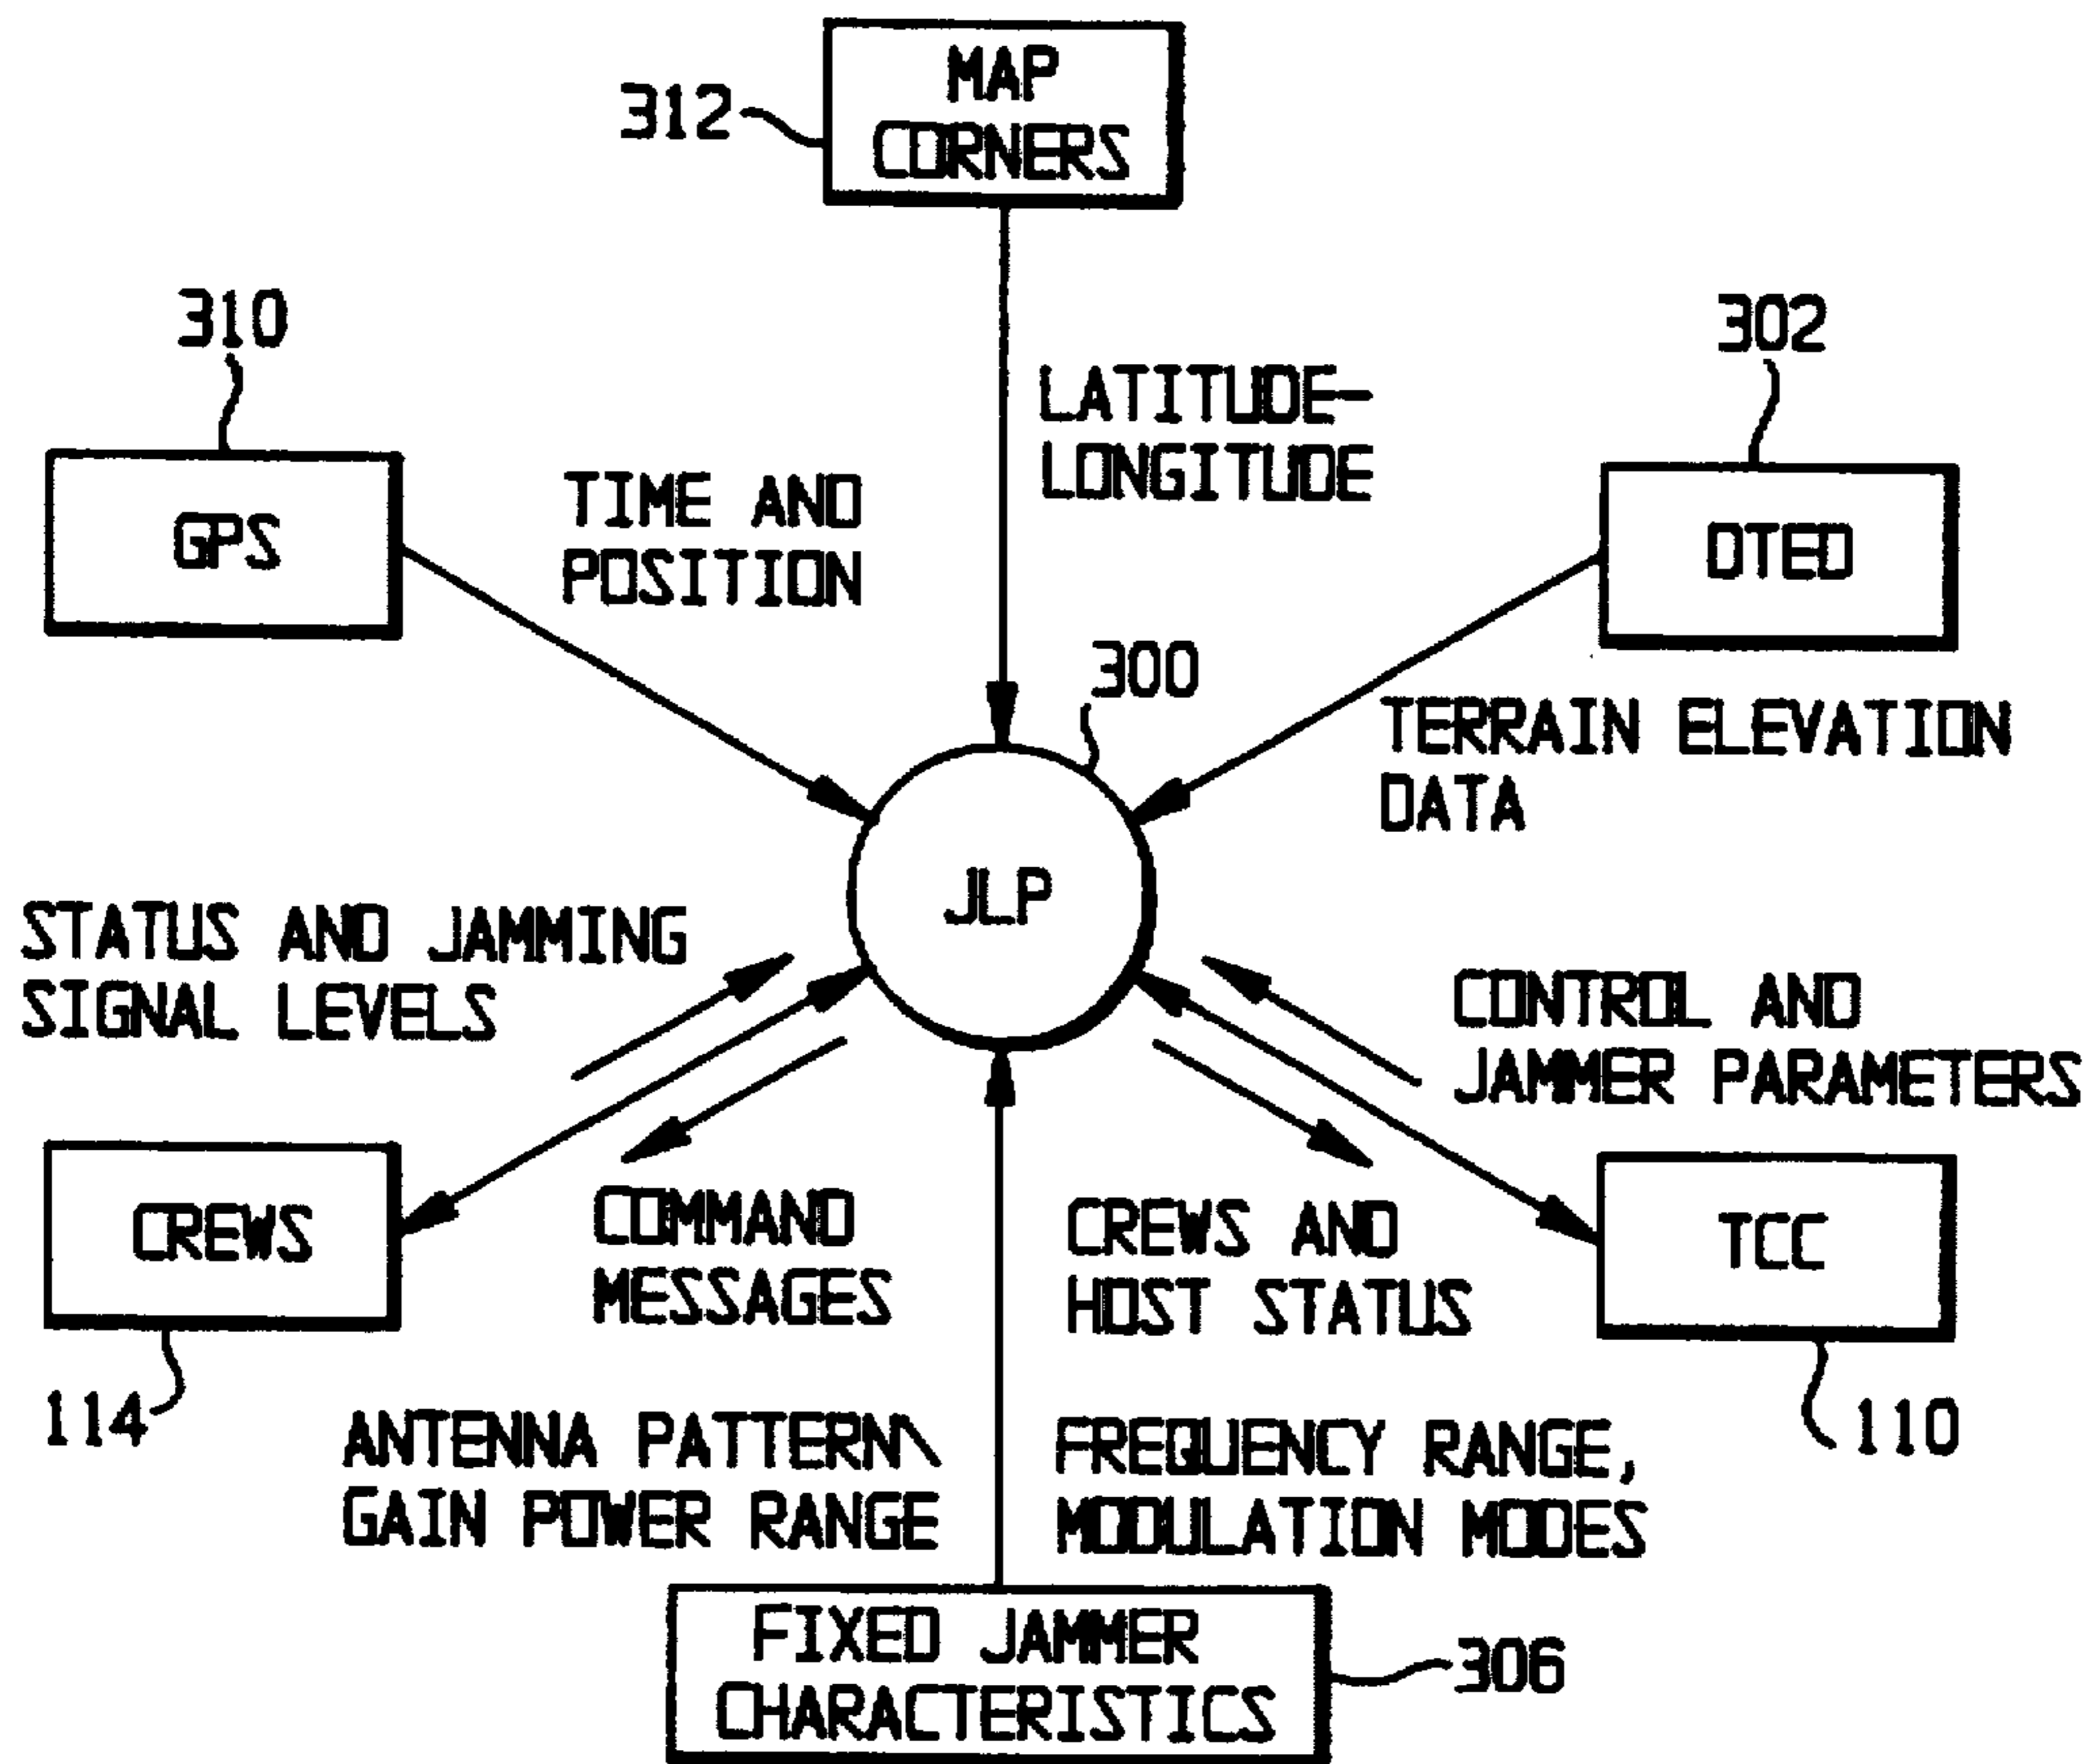 MAP
CORNERS
312
310
302
LATITUDE-
LONGITUDE
TIME AND
POSITION
GPS
DTED
300
TERRAIN ELEVATION
DATA
JLP
STATUS AND JAMMING
SIGNAL LEVELS
CONTROL AND
JAMMER PARAMETERS
CREWS
COMMAND
MESSAGES
CREWS AND
HOST STATUS
TCC
114
110
ANTENNA PATTERN\
GAIN POWER RANGE
FREQUENCY RANGE,
MODULATION MODES
FIXED JAMMER
CHARACTERISTICS
306